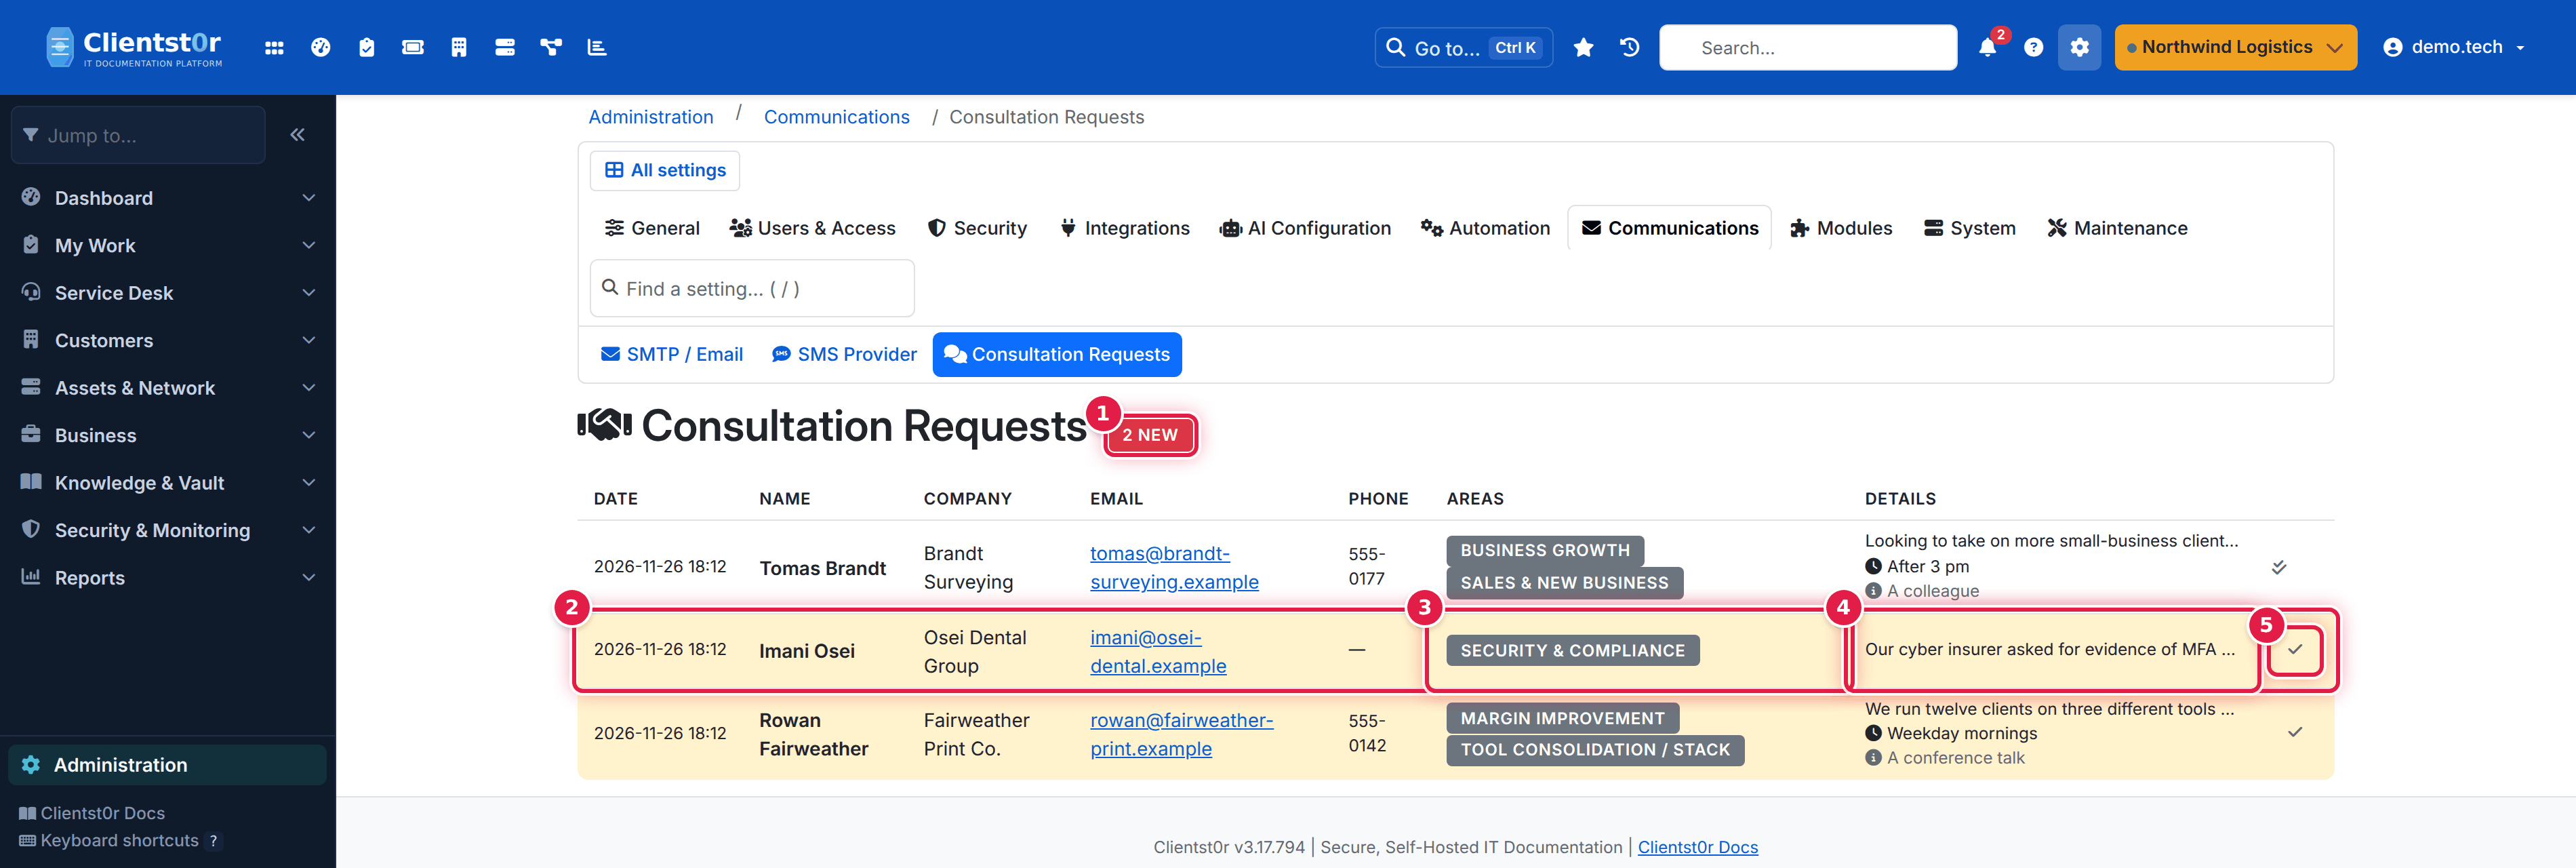 Clientst0r
IT DOCUMENTATION PLATFORM
Go to... Ctrl K
Search...
2
Northwind Logistics
demo.tech
Jump to...
Dashboard
My Work
Service Desk
Customers
Assets & Network
Business
Knowledge & Vault
Security & Monitoring
Reports
Administration
Clientst0r Docs
Keyboard shortcuts ?
Administration / Communications / Consultation Requests
All settings
General Users & Access Security Integrations AI Configuration Automation Communications Modules System Maintenance
Find a setting... ( / )
SMTP / Email SMS Provider Consultation Requests
Consultation Requests 1 2 NEW
DATE NAME COMPANY EMAIL PHONE AREAS DETAILS
2026-11-26 18:12 Tomas Brandt
Brandt
Surveying
tomas@brandt-
surveying.example
555-
0177
BUSINESS GROWTH
SALES & NEW BUSINESS
Looking to take on more small-business client...
After 3 pm
A colleague
2 3 4 5
2026-11-26 18:12 Imani Osei
Osei Dental
Group
imani@osei-
dental.example
—
SECURITY & COMPLIANCE
Our cyber insurer asked for evidence of MFA ...
2026-11-26 18:12
Rowan
Fairweather
Fairweather
Print Co.
rowan@fairweather-
print.example
555-
0142
MARGIN IMPROVEMENT
TOOL CONSOLIDATION / STACK
We run twelve clients on three different tools ...
Weekday mornings
A conference talk
Clientst0r v3.17.794 | Secure, Self-Hosted IT Documentation | Clientst0r Docs